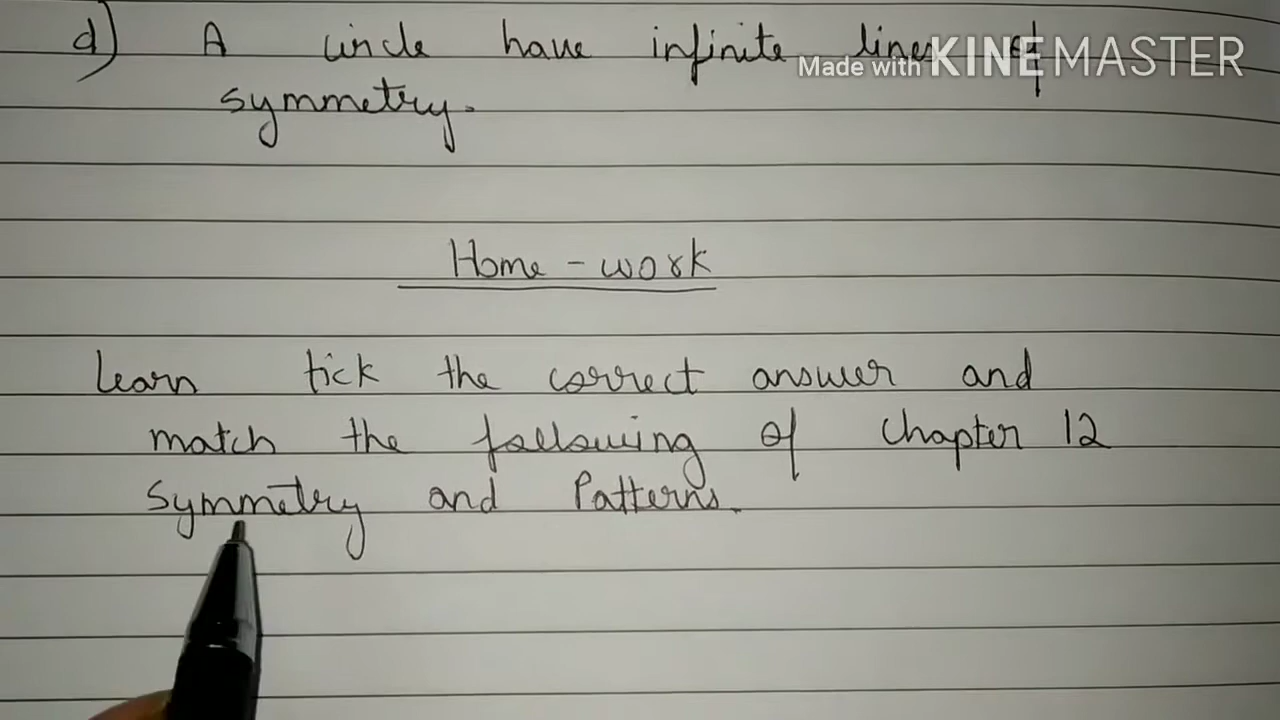 d) A circle have infinite lines of
Made with KINEMASTER
symmetry.
Home - work
Learn tick the correct answer and
match the following of Chapter 12
Symmetry and Patterns.